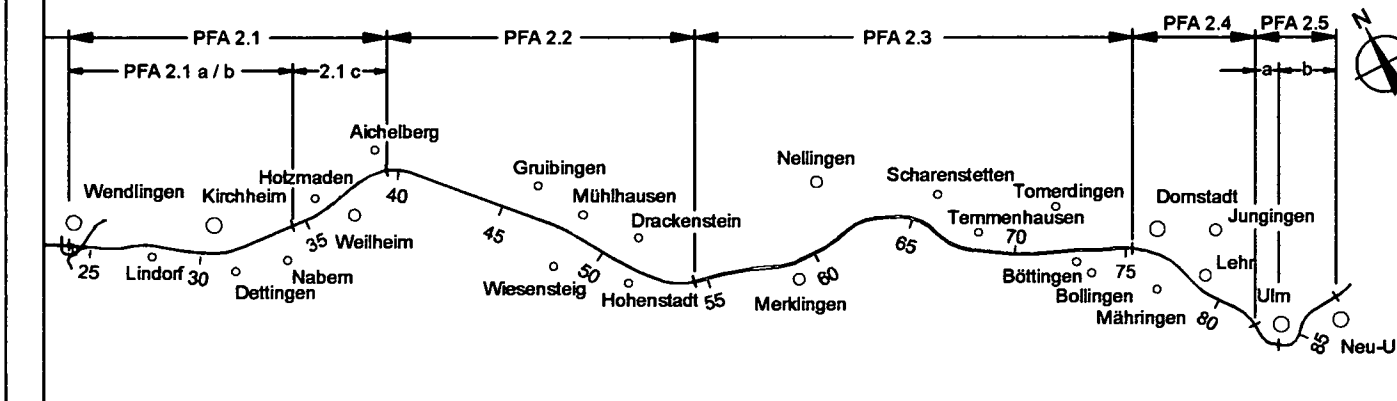 PFA 2.1
PFA 2.2
PFA 2.3
PFA 2.4
PFA 2.5
N
PFA 2.1 a / b
2.1 c
a
b
Aichelberg
Wendlingen
Kirchheim
Holzmaden
40
Gruibingen
Mühlhausen
Drackenstein
Nellingen
Scharenstetten
Tomerdingen
Dornstadt
Jungingen
25
Lindorf
30
Dettingen
Nabern
35
Weilheim
45
Wiesensteig
50
Hohenstadt
55
Merklingen
60
65
Temmenhausen
70
Böttingen
Bollingen
75
Mähringen
Lehr
80
Ulm
85
Neu-U